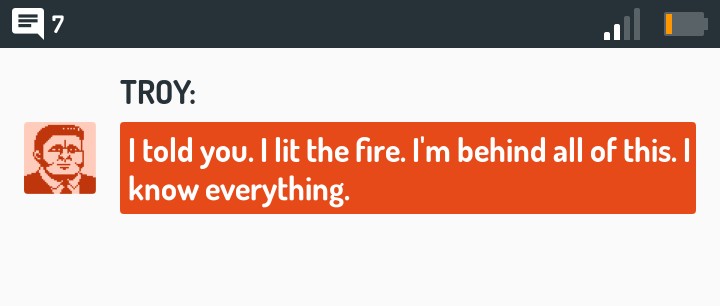 7
TROY:
I told you. I lit the fire. I'm behind all of this. I
know everything.